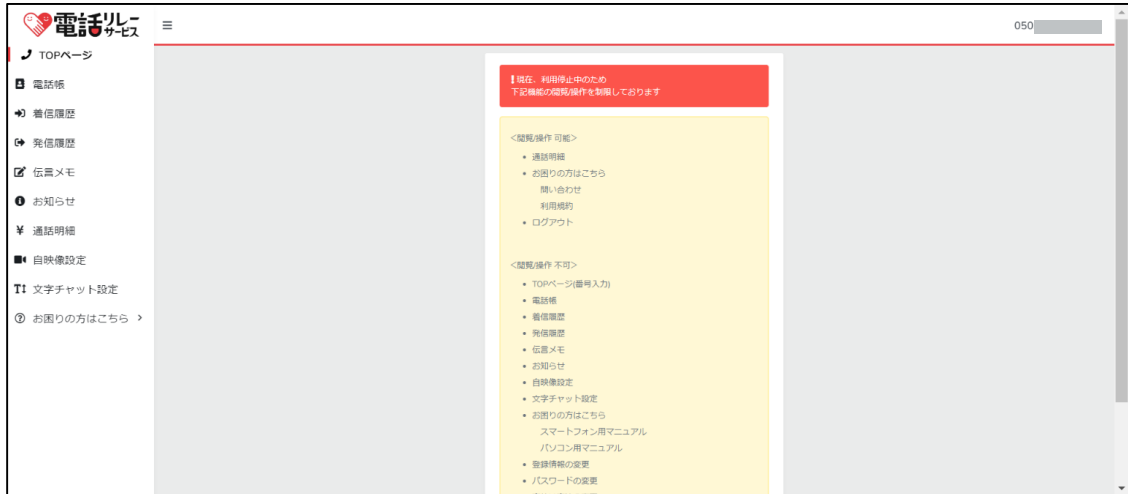 電話リレーサービス
050
TOPページ
電話帳
着信履歴
発信履歴
伝言メモ
お知らせ
通話明細
自映像設定
文字チャット設定
お困りの方はこちら
現在、利用停止中のため
下記機能の閲覧/操作を制限しております
＜閲覧/操作 可能＞
• 通話明細
• お困りの方はこちら
問い合わせ
利用規約
• ログアウト
＜閲覧/操作 不可＞
• TOPページ(番号入力)
• 電話帳
• 着信履歴
• 発信履歴
• 伝言メモ
• お知らせ
• 自映像設定
• 文字チャット設定
• お困りの方はこちら
スマートフォン用マニュアル
パソコン用マニュアル
• 登録情報の変更
• パスワードの変更